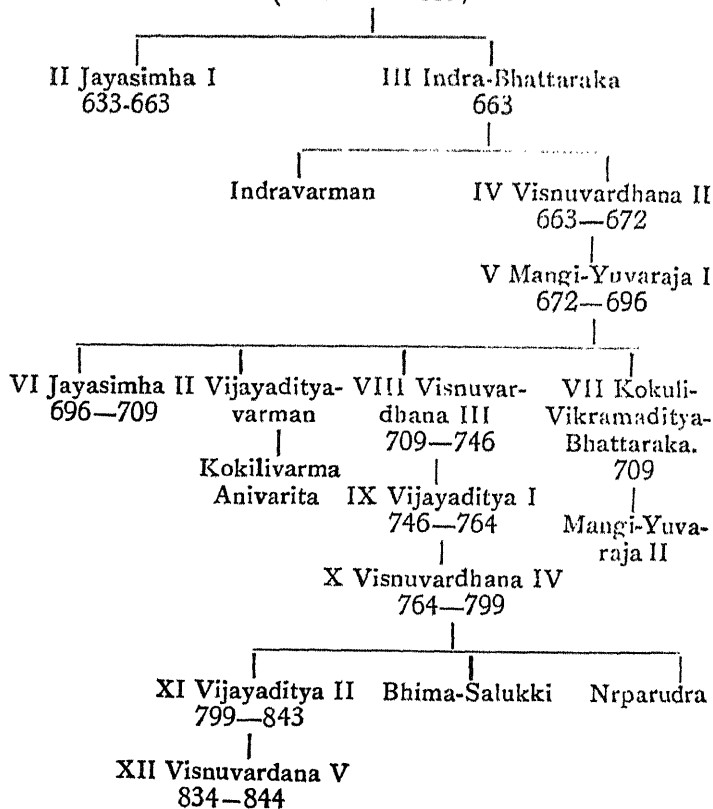 II Jayasimha I III Indra-Bhattaraka
633-663 663
Indravarman IV Visnuvardhana II
663—672
V Mangi-Yuvaraja I
672—696
VI Jayasimha II Vijayaditya- VIII Visnuvar- VII Kokuli-
696—709 varman dhana III Vikramaditya-
709—746 Bhattaraka.
Kokilivarma 709
Anivarita IX Vijayaditya I
746—764 Mangi-Yuva-
raja II
X Visnuvardhana IV
764—799
XI Vijayaditya II Bhima-Salukki Nrparudra
799—843
XII Visnuvardana V
834—844